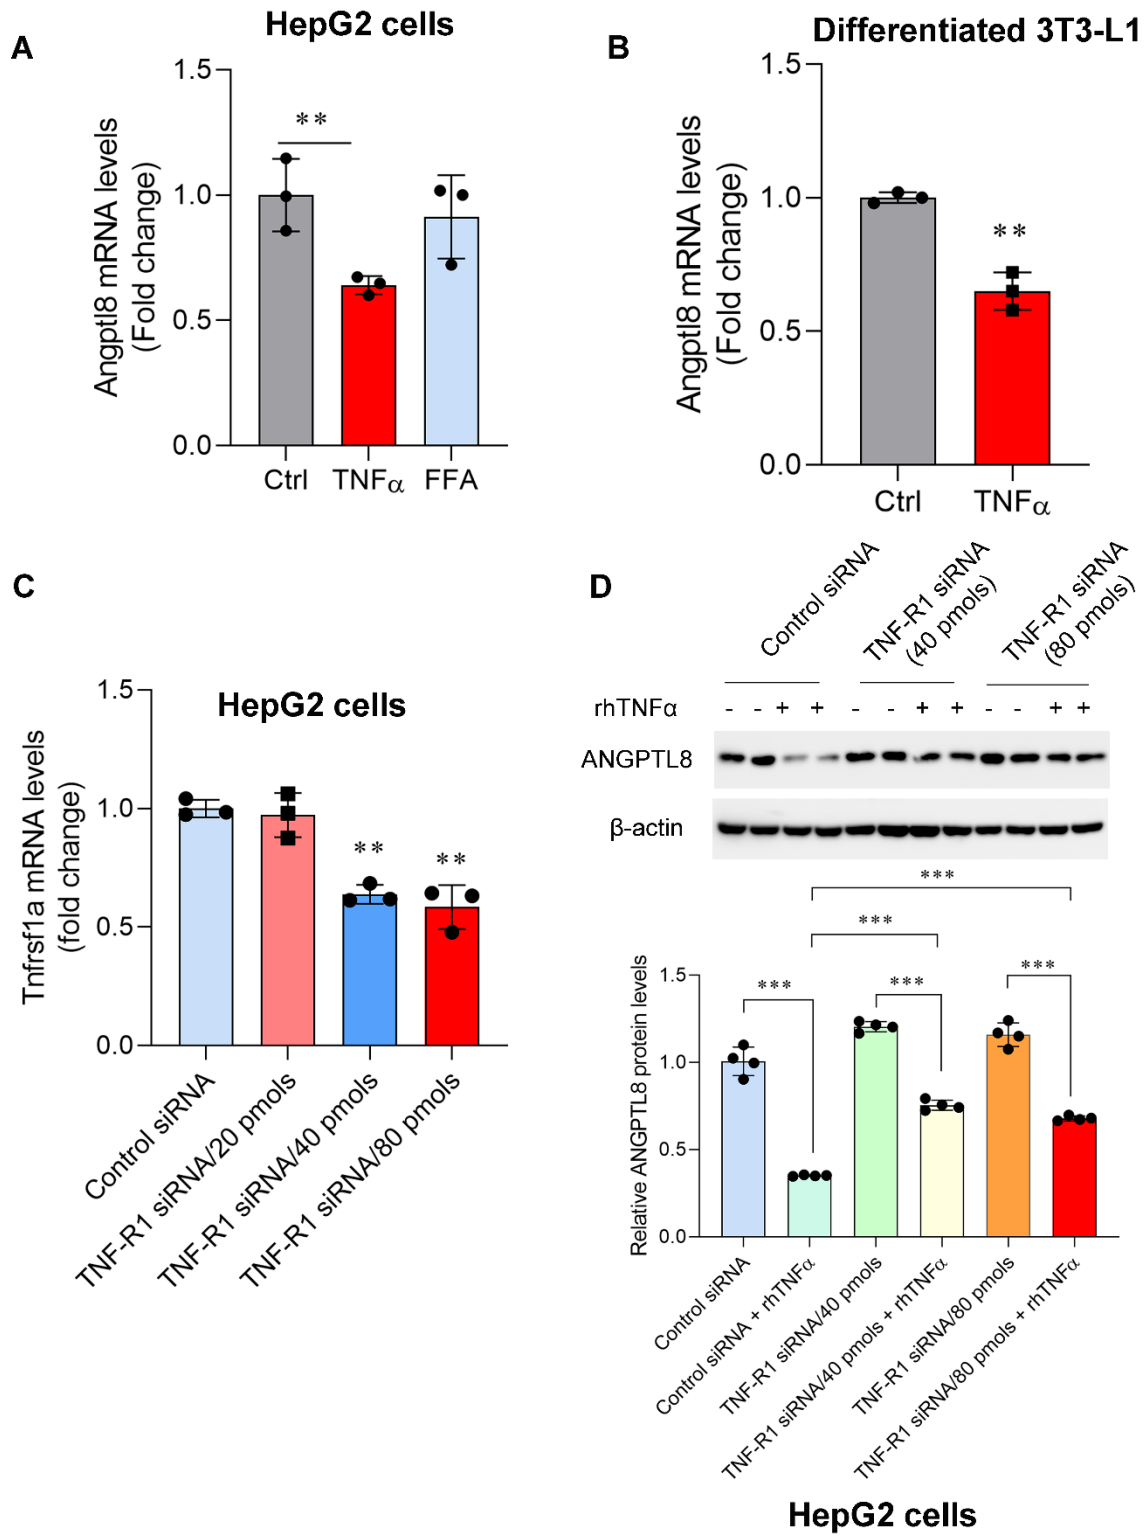 A
HepG2 cells
Angptl8 mRNA levels
(Fold change)
1.5
1.0
0.5
0.0
**
Ctrl
TNFα
FFA
B
Differentiated 3T3-L1
Angptl8 mRNA levels
(Fold change)
1.5
1.0
0.5
0.0
**
Ctrl
TNFα
C
HepG2 cells
Tnfrsf1a mRNA levels
(fold change)
1.5
1.0
0.5
0.0
**
**
Control siRNA
TNF-R1 siRNA/20 pmols
TNF-R1 siRNA/40 pmols
TNF-R1 siRNA/80 pmols
D
Control siRNA
TNF-R1 siRNA
(40 pmols)
TNF-R1 siRNA
(80 pmols)
rhTNFα - - + + - - + + - - + +
ANGPTL8
β-actin
Relative ANGPTL8 protein levels
1.5
1.0
0.5
0.0
***
***
***
***
***
Control siRNA
Control siRNA + rhTNFα
TNF-R1 siRNA/40 pmols
TNF-R1 siRNA/40 pmols + rhTNFα
TNF-R1 siRNA/80 pmols
TNF-R1 siRNA/80 pmols + rhTNFα
HepG2 cells